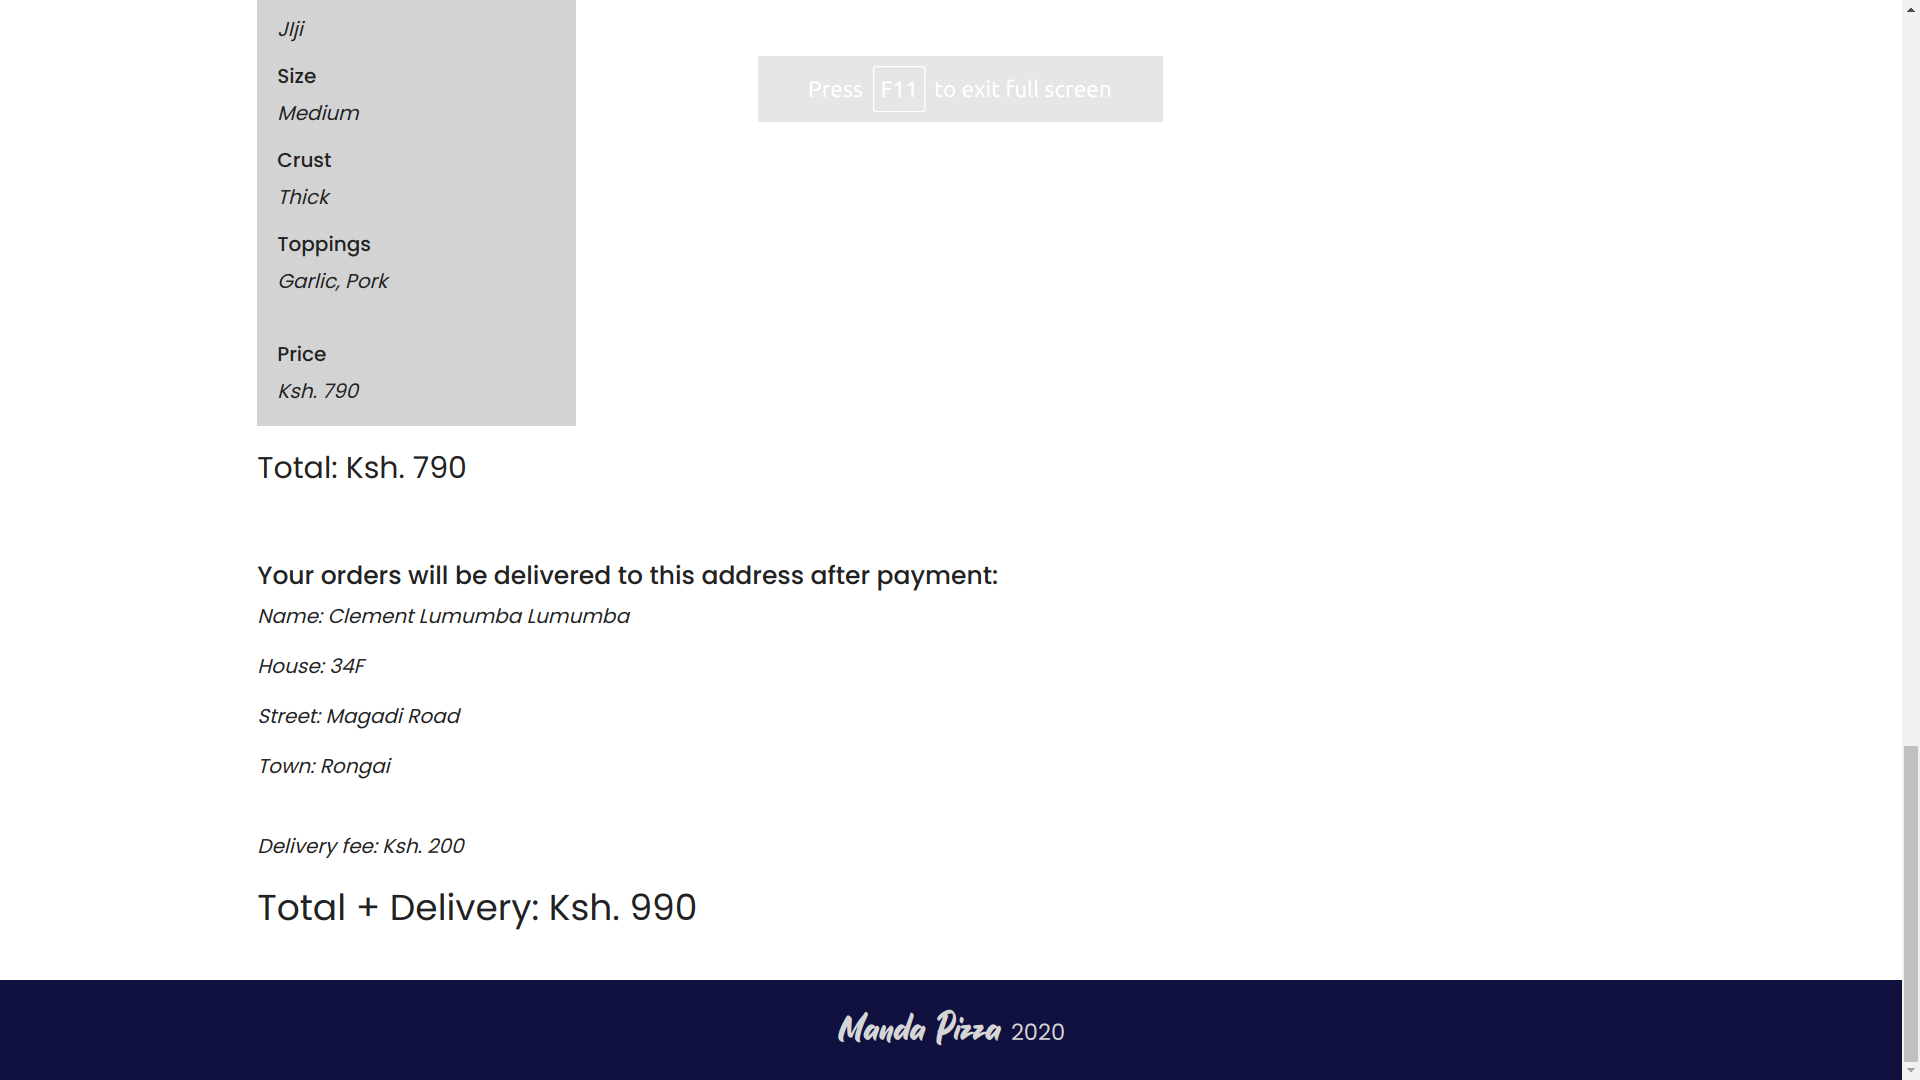 JIji
Size
Medium
Crust
Thick
Toppings
Garlic, Pork
Price
Ksh. 790
Press F11 to exit full screen
Total: Ksh. 790
Your orders will be delivered to this address after payment:
Name: Clement Lumumba Lumumba
House: 34F
Street: Magadi Road
Town: Rongai
Delivery fee: Ksh. 200
Total + Delivery: Ksh. 990
Manda Pizza 2020